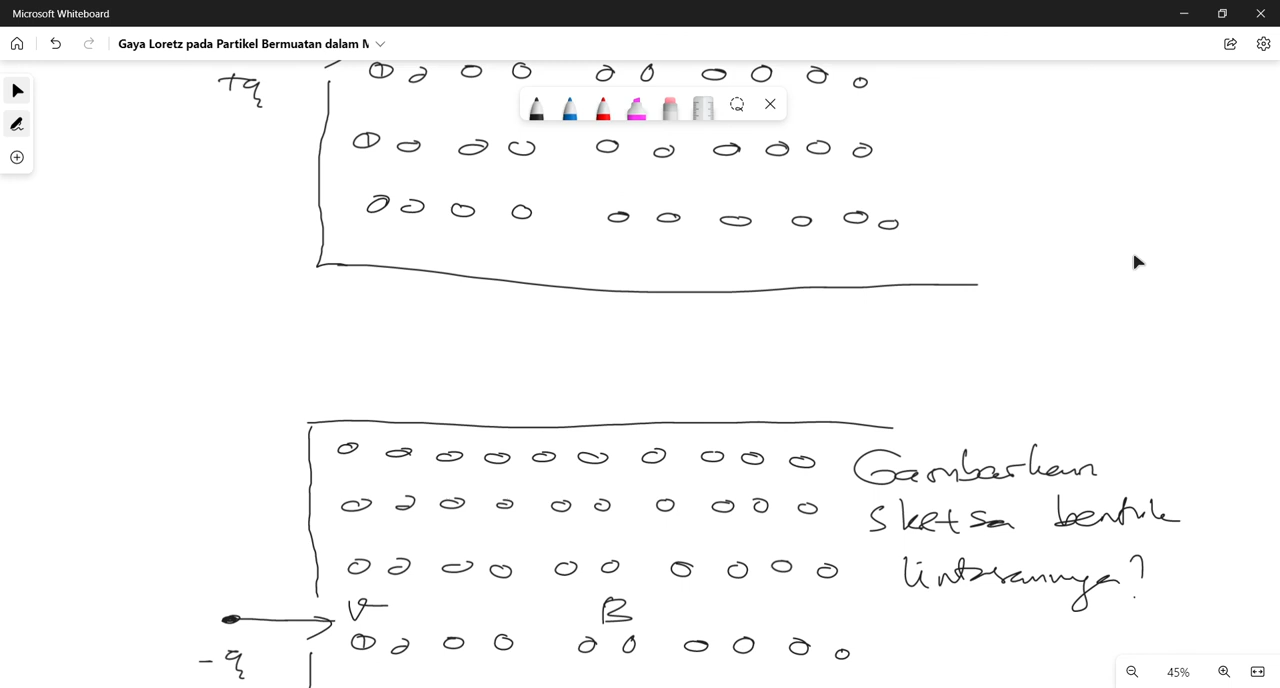 Microsoft Whiteboard
Gaya Loretz pada Partikel Bermuatan dalam M
+q
Gambarkan
sketsa bentuk
lintasannya?
V
B
-q
45%